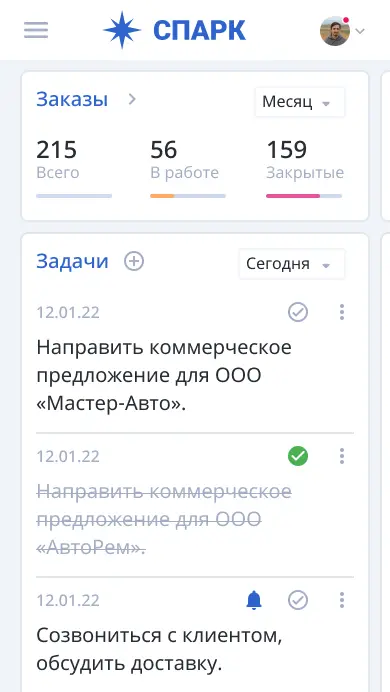 СПАРК
Заказы
Месяц
215 56 159
Всего В работе Закрытые
Задачи
Сегодня
12.01.22
Направить коммерческое
предложение для ООО
«Мастер-Авто».
12.01.22
Направить коммерческое
предложение для ООО
«АвтоРем».
12.01.22
Созвониться с клиентом,
обсудить доставку.